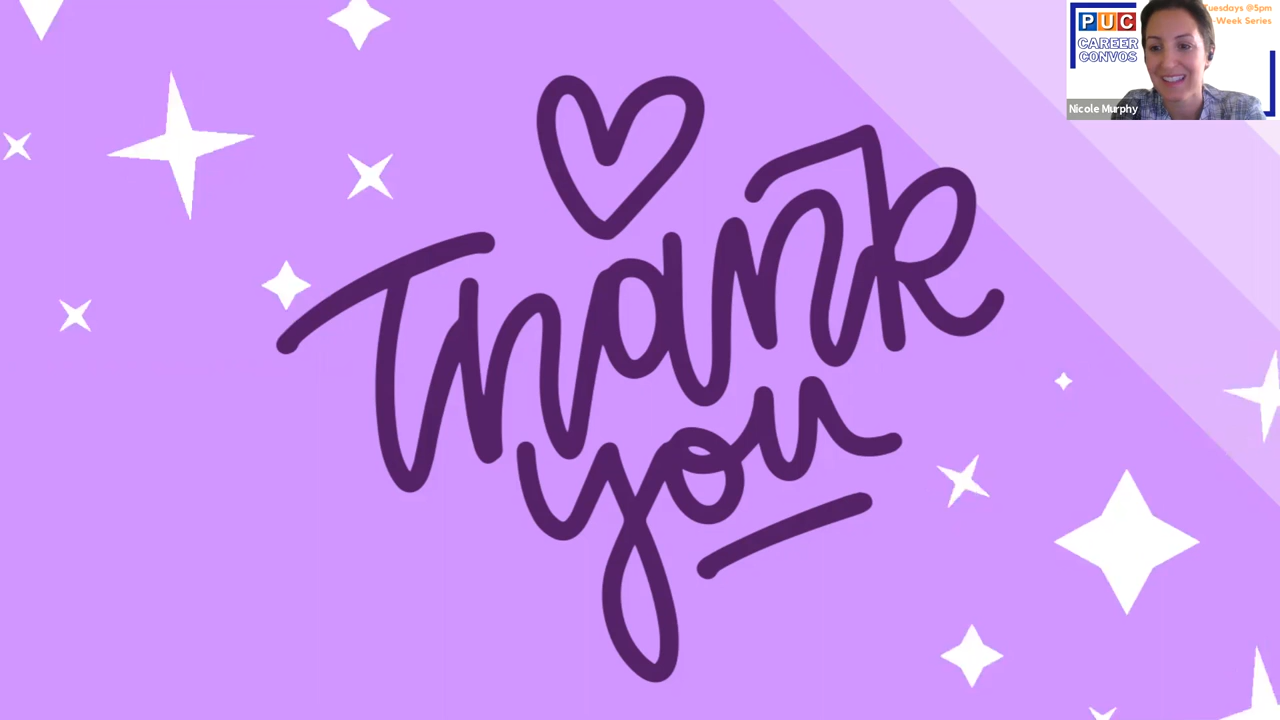 Thank
you
PUC
CAREER
CONVOS
Tuesdays @5pm
-Week Series
Nicole Murphy